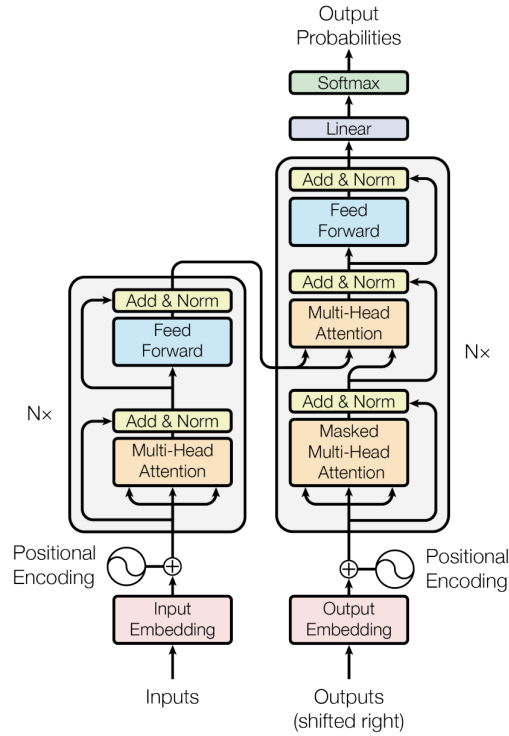 Output
Probabilities
Softmax
Linear
Add & Norm
Feed
Forward
Add & Norm
Multi-Head
Attention
Add & Norm
Masked
Multi-Head
Attention
N×
Add & Norm
Feed
Forward
Add & Norm
Multi-Head
Attention
N×
Positional
Encoding
Positional
Encoding
Input
Embedding
Output
Embedding
Inputs
Outputs
(shifted right)